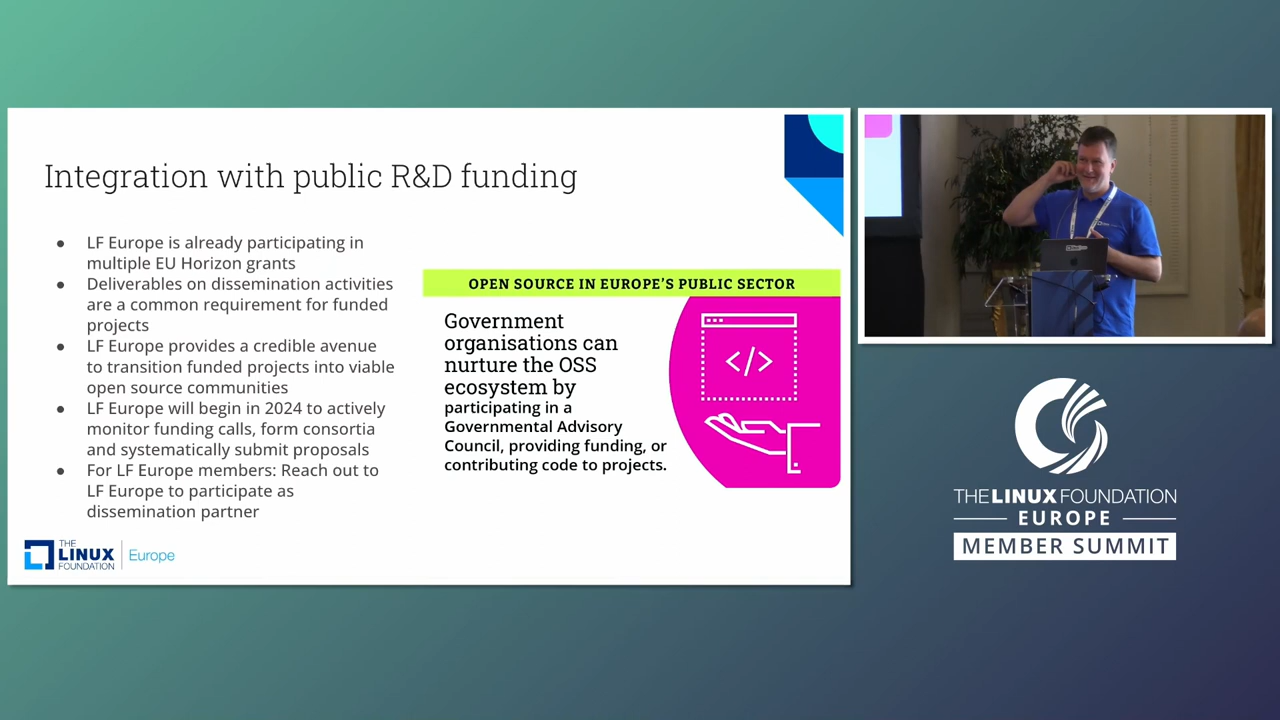 Integration with public R&D funding
● LF Europe is already participating in
multiple EU Horizon grants
● Deliverables on dissemination activities
are a common requirement for funded
projects
● LF Europe provides a credible avenue
to transition funded projects into viable
open source communities
● LF Europe will begin in 2024 to actively
monitor funding calls, form consortia
and systematically submit proposals
● For LF Europe members: Reach out to
LF Europe to participate as
dissemination partner
OPEN SOURCE IN EUROPE’S PUBLIC SECTOR
Government
organisations can
nurture the OSS
ecosystem by
participating in a
Governmental Advisory
Council, providing funding, or
contributing code to projects.
</>
THE
LINUX
FOUNDATION
Europe
THE LINUX FOUNDATION
EUROPE
MEMBER SUMMIT